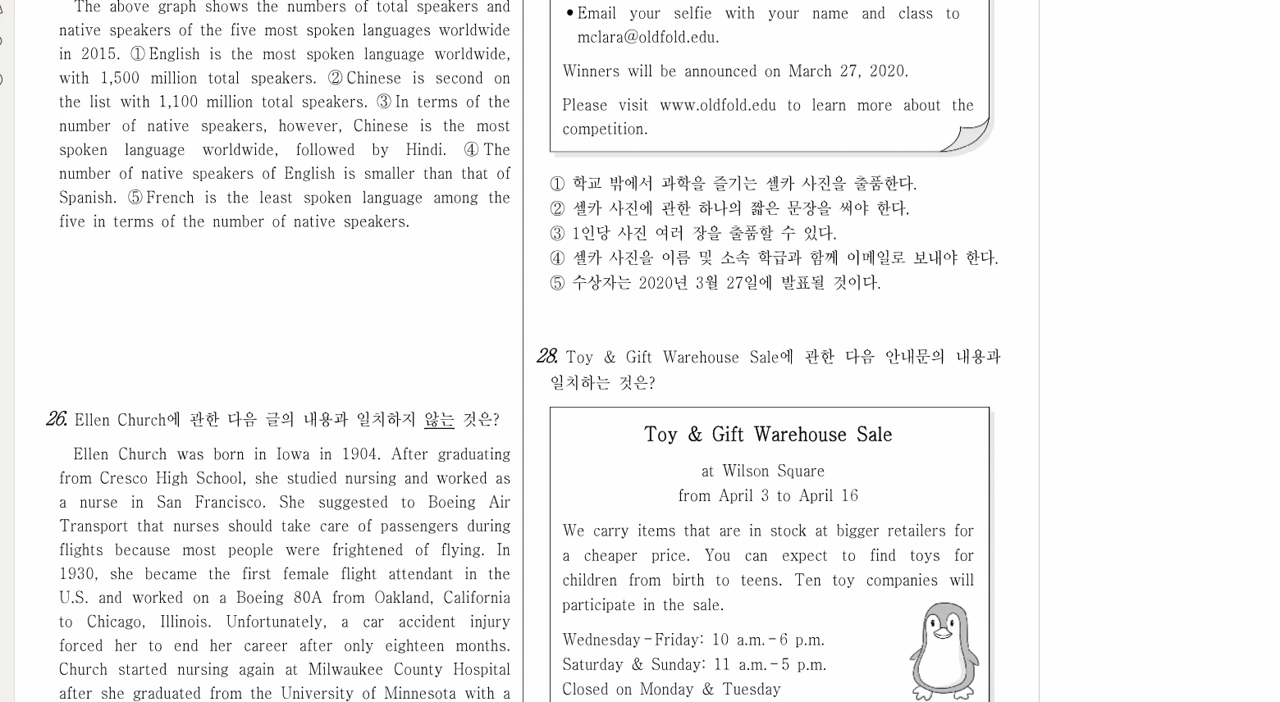 The above graph shows the numbers of total speakers and
native speakers of the five most spoken languages worldwide
in 2015. ①English is the most spoken language worldwide,
with 1,500 million total speakers. ②Chinese is second on
the list with 1,100 million total speakers. ③In terms of the
number of native speakers, however, Chinese is the most
spoken language worldwide, followed by Hindi. ④The
number of native speakers of English is smaller than that of
Spanish. ⑤French is the least spoken language among the
five in terms of the number of native speakers.
26. Ellen Church에 관한 다음 글의 내용과 일치하지 않는 것은?
Ellen Church was born in Iowa in 1904. After graduating
from Cresco High School, she studied nursing and worked as
a nurse in San Francisco. She suggested to Boeing Air
Transport that nurses should take care of passengers during
flights because most people were frightened of flying. In
1930, she became the first female flight attendant in the
U.S. and worked on a Boeing 80A from Oakland, California
to Chicago, Illinois. Unfortunately, a car accident injury
forced her to end her career after only eighteen months.
Church started nursing again at Milwaukee County Hospital
after she graduated from the University of Minnesota with a
•Email your selfie with your name and class to
mclara@oldfold.edu.
Winners will be announced on March 27, 2020.
Please visit www.oldfold.edu to learn more about the
competition.
① 학교 밖에서 과학을 즐기는 셀카 사진을 출품한다.
② 셀카 사진에 관한 하나의 짧은 문장을 써야 한다.
③ 1인당 사진 여러 장을 출품할 수 있다.
④ 셀카 사진을 이름 및 소속 학급과 함께 이메일로 보내야 한다.
⑤ 수상자는 2020년 3월 27일에 발표될 것이다.
28. Toy & Gift Warehouse Sale에 관한 다음 안내문의 내용과
일치하는 것은?
Toy & Gift Warehouse Sale
at Wilson Square
from April 3 to April 16
We carry items that are in stock at bigger retailers for
a cheaper price. You can expect to find toys for
children from birth to teens. Ten toy companies will
participate in the sale.
Wednesday-Friday: 10 a.m.-6 p.m.
Saturday & Sunday: 11 a.m.-5 p.m.
Closed on Monday & Tuesday